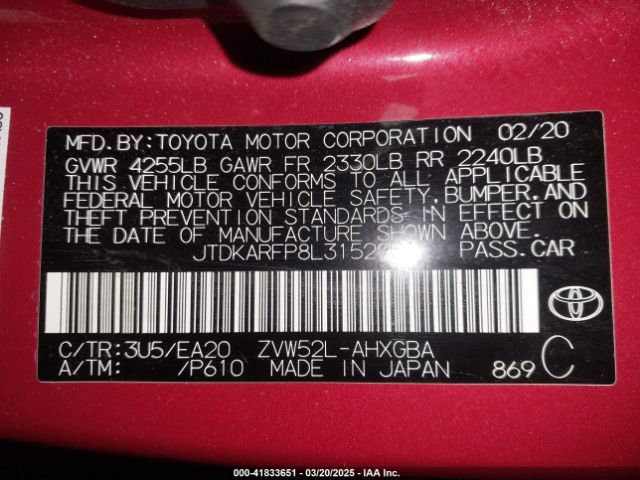 MFD.BY:TOYOTA MOTOR CORPORATION 02/20
GVWR 4255LB GAWR FR 2330LB RR 2240LB
THIS VEHICLE CONFORMS TO ALL APPLICABLE
FEDERAL MOTOR VEHICLE SAFETY,BUMPER,AND
THEFT PREVENTION STANDARDS IN EFFECT ON
THE DATE OF MANUFACTURE SHOWN ABOVE.
PASS.CAR
C/TR:3U5/EA20 ZVW52L-AHXGBA
A/TM: /P610 MADE IN JAPAN 869 C
000-41833651 - 03/20/2025 - IAA Inc.